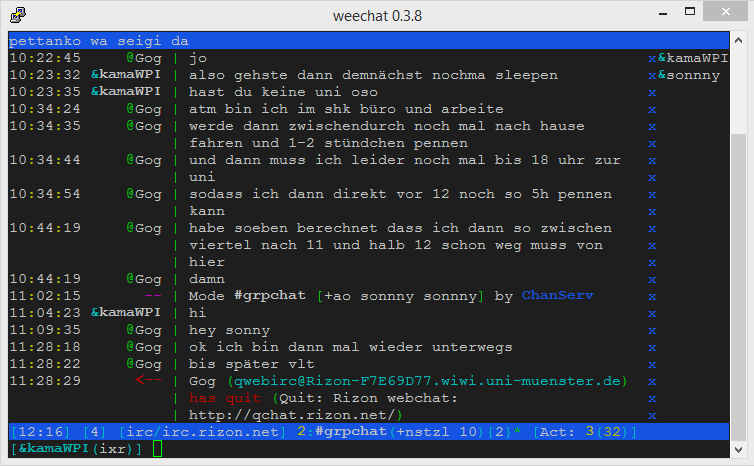 weechat 0.3.8
pettanko wa seigi da
10:22:45 @Gog | jo x&kamaWPI
10:23:32 &kamaWPI | also gehste dann demnächst nochma sleepen x&sonnny
10:23:35 &kamaWPI | hast du keine uni oso x
10:34:24 @Gog | atm bin ich im shk büro und arbeite x
10:34:35 @Gog | werde dann zwischendurch noch mal nach hause x
| fahren und 1-2 stündchen pennen x
10:34:44 @Gog | und dann muss ich leider noch mal bis 18 uhr zur x
| uni x
10:34:54 @Gog | sodass ich dann direkt vor 12 noch so 5h pennen x
| kann x
10:44:19 @Gog | habe soeben berechnet dass ich dann so zwischen x
| viertel nach 11 und halb 12 schon weg muss von x
| hier x
10:44:19 @Gog | damn x
11:02:15 -- | Mode #grpchat [+ao sonnny sonnny] by ChanServ x
11:04:23 &kamaWPI | hi x
11:09:35 @Gog | hey sonny x
11:28:18 @Gog | ok ich bin dann mal wieder unterwegs x
11:28:22 @Gog | bis später vlt x
11:28:29 <-- | Gog (qwebirc@Rizon-F7E69D77.wiwi.uni-muenster.de) x
| has quit (Quit: Rizon webchat: x
| http://qchat.rizon.net/) x
[12:16] [4] [irc/irc.rizon.net] 2:#grpchat(+nstzl 10){2}* [Act: 3(32)]
[&kamaWPI(ixr)]